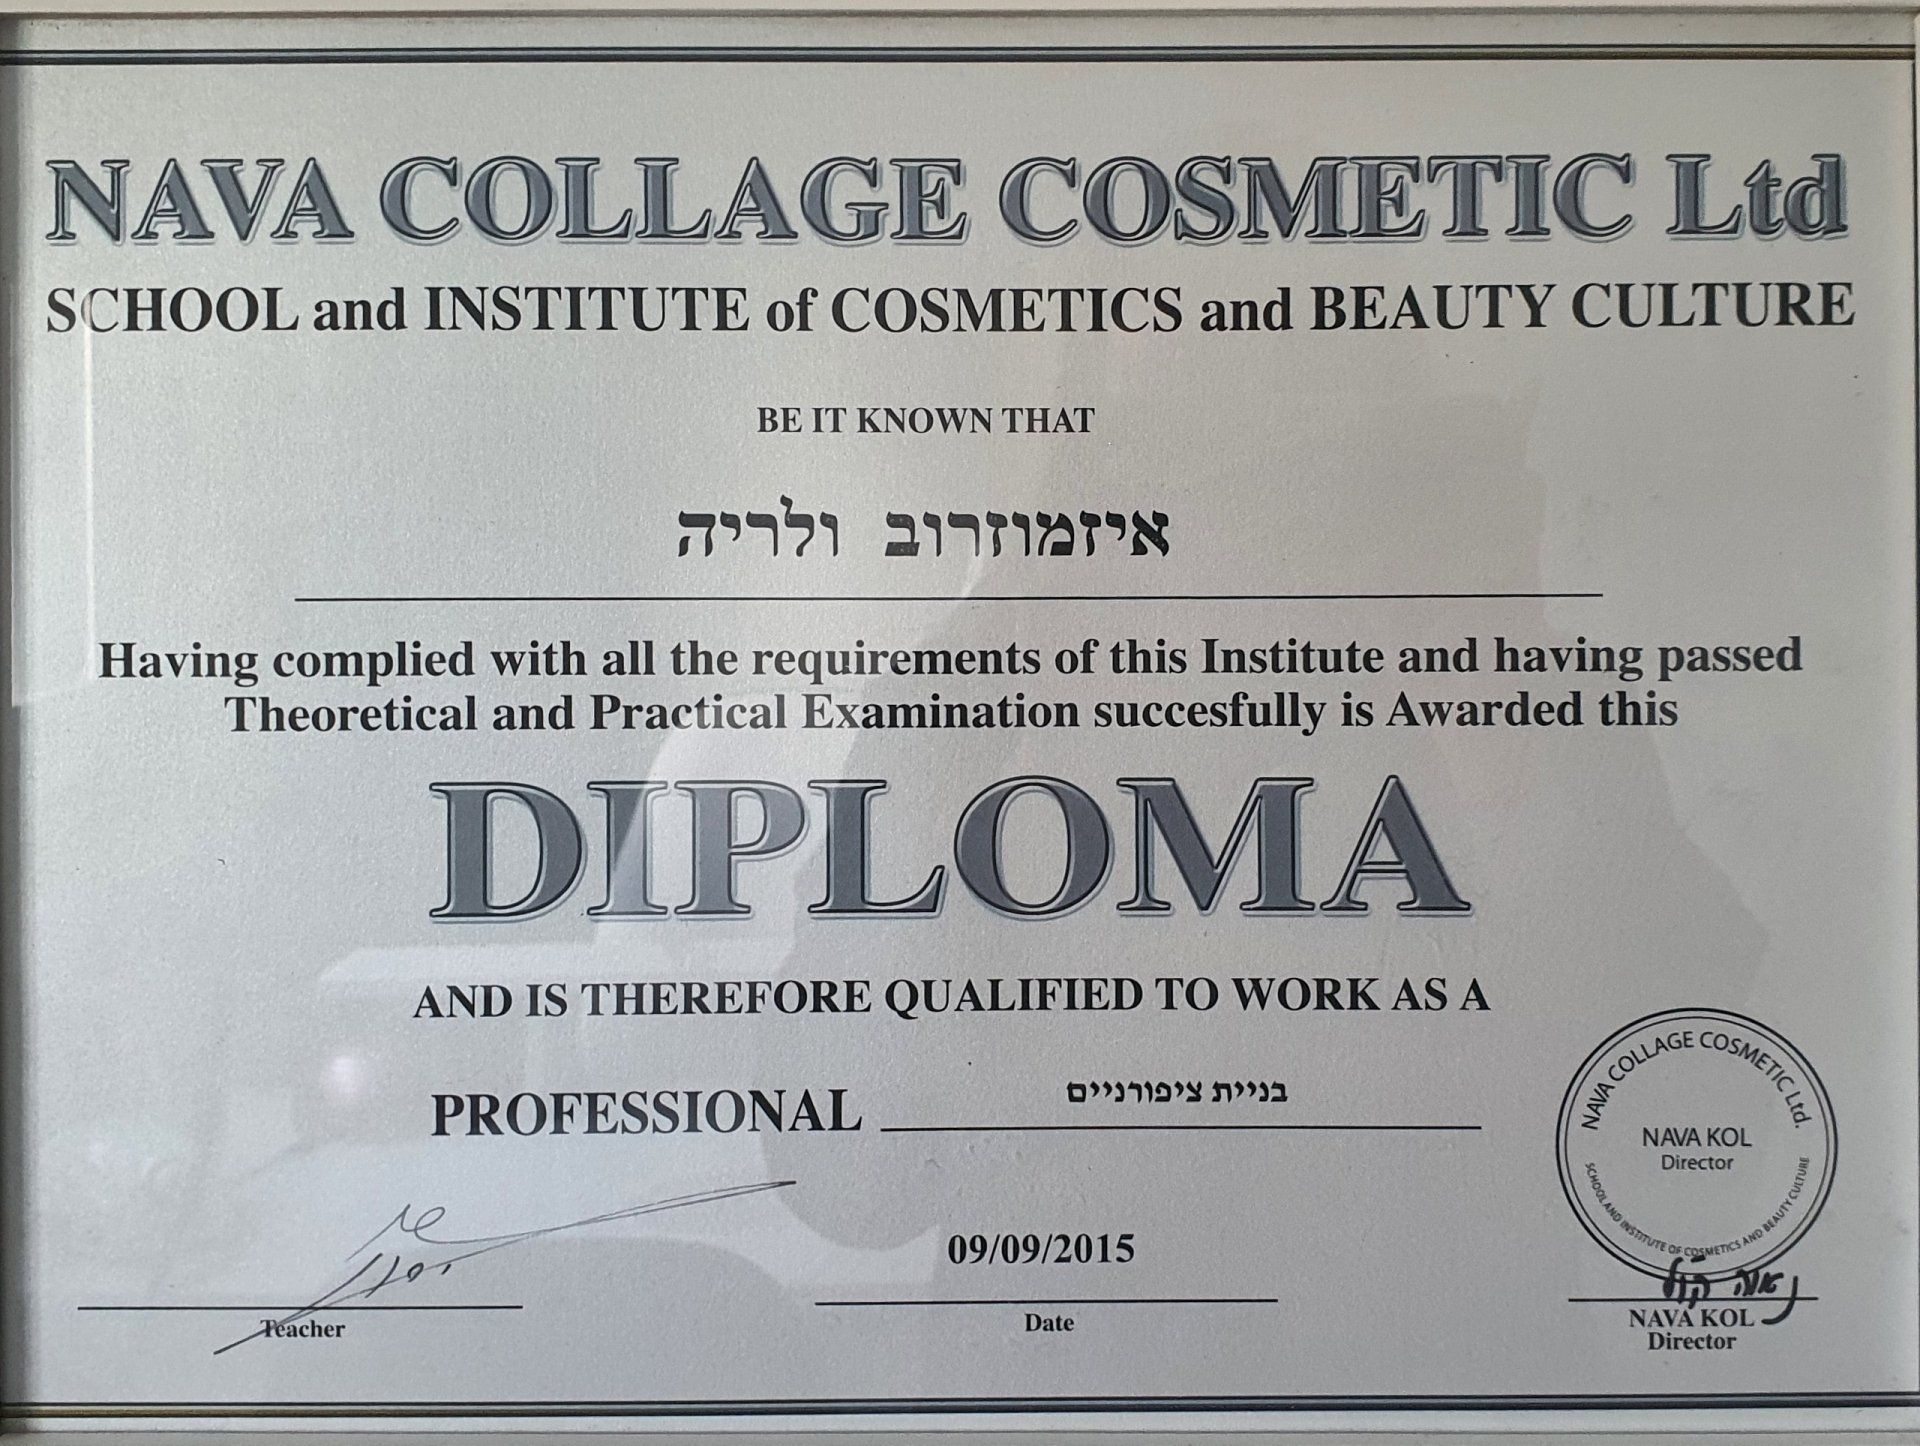 NAVA COLLAGE COSMETIC Ltd
SCHOOL and INSTITUTE of COSMETICS and BEAUTY CULTURE
BE IT KNOWN THAT
איזמוזרוב ולריה
Having complied with all the requirements of this Institute and having passed
Theoretical and Practical Examination succesfully is Awarded this
DIPLOMA
AND IS THEREFORE QUALIFIED TO WORK AS A
PROFESSIONAL בניית ציפורניים
NAVA COLLAGE COSMETIC Ltd.
NAVA KOL
Director
SCHOOL AND INSTITUTE OF COSMETICS AND BEAUTY CULTURE
09/09/2015
Teacher
Date
NAVA KOL
Director